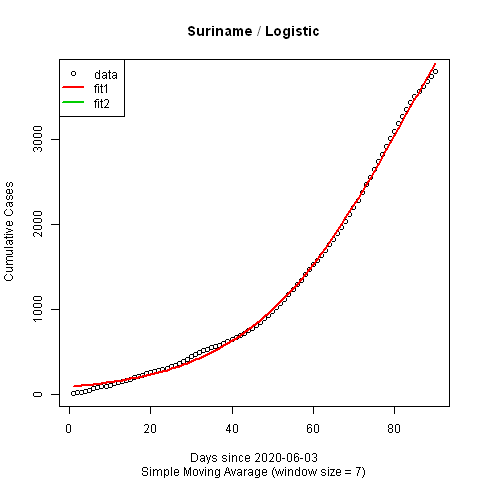 Suriname / Logistic
data
fit1
fit2
Cumulative Cases
3000
2000
1000
0
0 20 40 60 80
Days since 2020-06-03
Simple Moving Avarage (window size = 7)